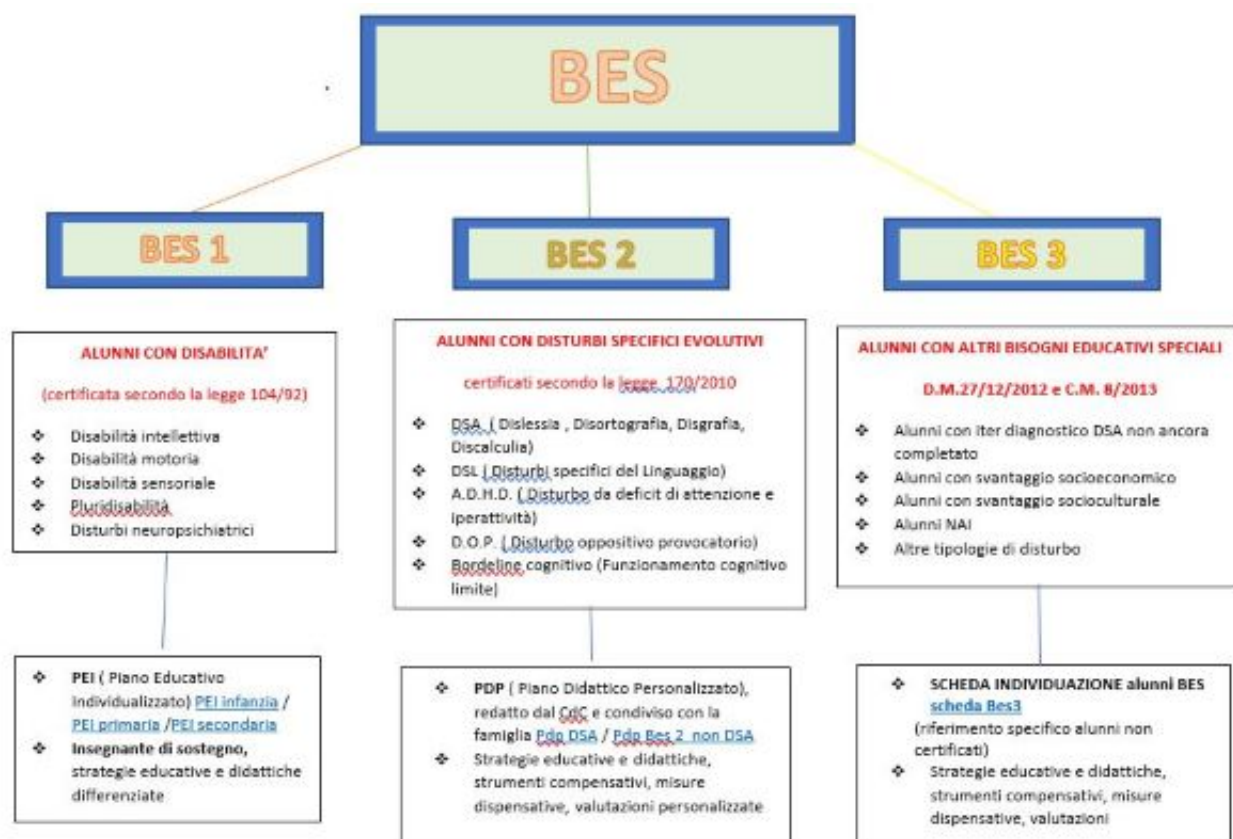 BES
BES 1
BES 2
BES 3
ALUNNI CON DISABILITA'
(certificata secondo la legge 104/92)
Disabilità intellettiva
Disabilità motoria
Disabilità sensoriale
Pluridisabilità
Disturbi neuropsichiatrici
ALUNNI CON DISTURBI SPECIFICI EVOLUTIVI
certificati secondo la legge 170/2010
DSA ( Dislessia , Disortografia, Disgrafia,
Discalculia)
DSL ( Disturbi specifici del Linguaggio)
A.D.H.D. ( Disturbo da deficit di attenzione e
iperattività)
D.O.P. ( Disturbo oppositivo provocatorio)
Bordeline cognitivo (Funzionamento cognitivo
limite)
ALUNNI CON ALTRI BISOGNI EDUCATIVI SPECIALI
D.M.27/12/2012 e C.M. 8/2013
Alunni con iter diagnostico DSA non ancora
completato
Alunni con svantaggio socioeconomico
Alunni con svantaggio socioculturale
Alunni NAI
Altre tipologie di disturbo
PEI ( Piano Educativo
Individualizzato) PEI infanzia /
PEI primaria /PEI secondaria
Insegnante di sostegno,
strategie educative e didattiche
differenziate
PDP ( Piano Didattico Personalizzato),
redatto dal CdC e condiviso con la
famiglia Pdp DSA / Pdp Bes 2 non DSA
Strategie educative e didattiche,
strumenti compensativi, misure
dispensative, valutazioni personalizzate
SCHEDA INDIVIDUAZIONE alunni BES
scheda Bes3
(riferimento specifico alunni non
certificati)
Strategie educative e didattiche,
strumenti compensativi, misure
dispensative, valutazioni